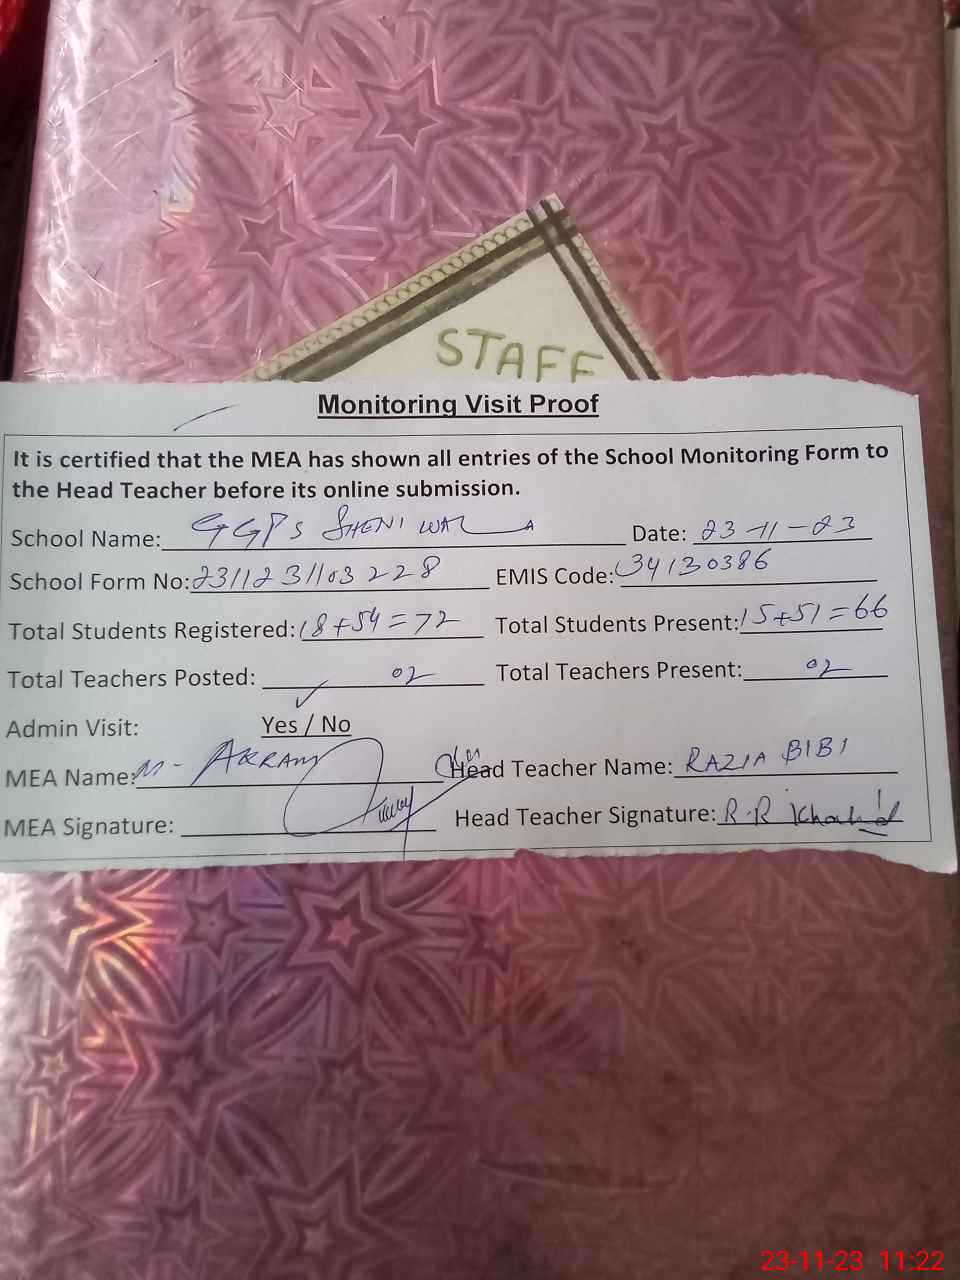 STAFF
Monitoring Visit Proof
It is certified that the MEA has shown all entries of the School Monitoring Form to
the Head Teacher before its online submission.
School Name: GGPS SHENI WALA Date: 23-11-23
School Form No: 2311231103228 EMIS Code: 34130386
Total Students Registered: 18+54=72 Total Students Present: 15+51=66
Total Teachers Posted: 02 Total Teachers Present: 02
Admin Visit: Yes / No
MEA Name: M- AKRAM Head Teacher Name: RAZIA BIBI
MEA Signature: Head Teacher Signature: R.R Khalid
23-11-23 11:22